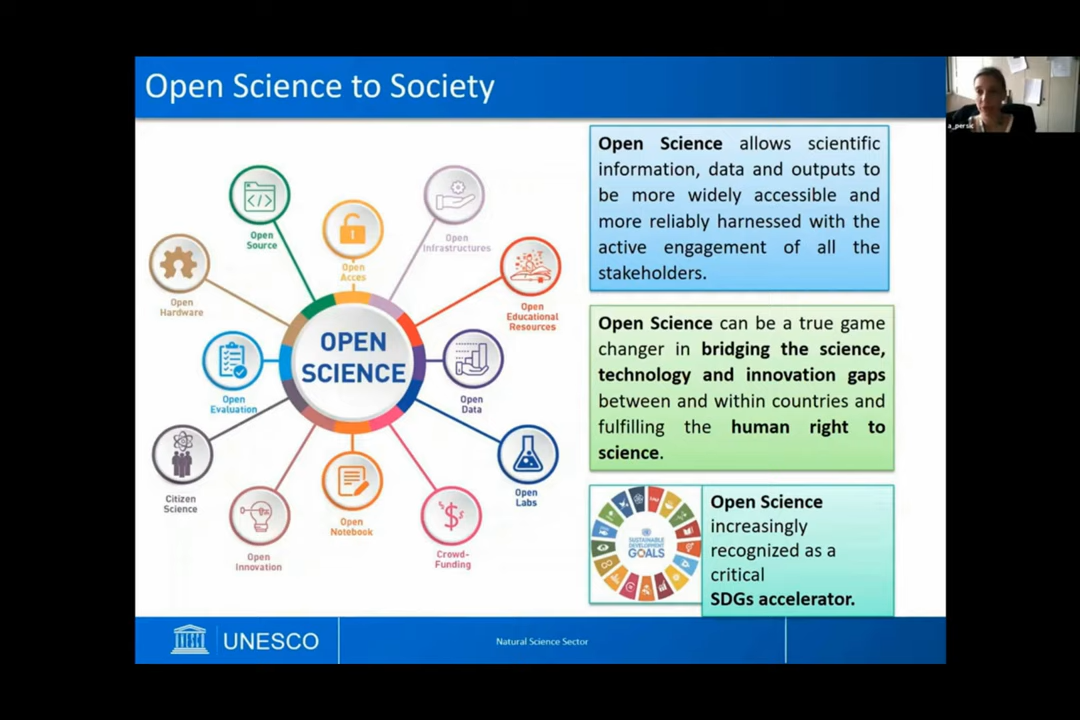 Open Science to Society
a_persic
Open
Source
Open
Acces
Open
Infrastructures
Open
Hardware
Open
Educational
Resources
OPEN
SCIENCE
Open
Evaluation
Open
Data
Citizen
Science
Open
Labs
Open
Innovation
Open
Notebook
Crowd-
Funding
Open Science allows scientific
information, data and outputs to
be more widely accessible and
more reliably harnessed with the
active engagement of all the
stakeholders.
Open Science can be a true game
changer in bridging the science,
technology and innovation gaps
between and within countries and
fulfilling the human right to
science.
SUSTAINABLE
DEVELOPMENT
GOALS
Open Science
increasingly
recognized as a
critical
SDGs accelerator.
UNESCO
Natural Science Sector